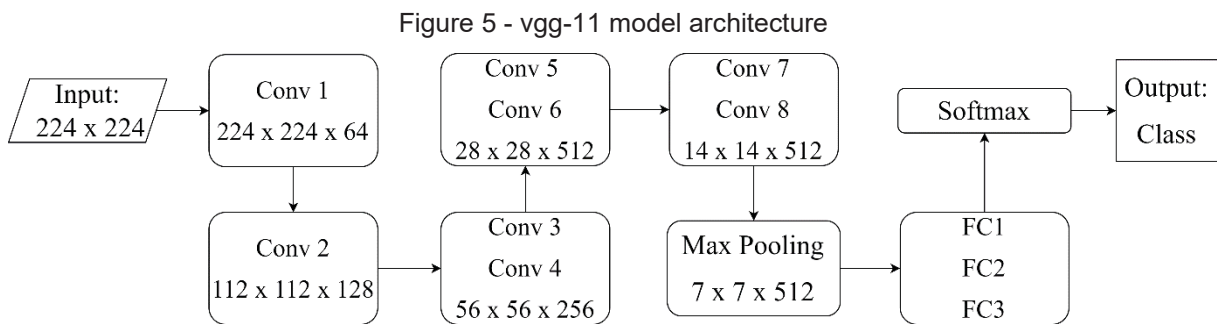 Figure 5 - vgg-11 model architecture
Input:
224 x 224
Conv 1
224 x 224 x 64
Conv 2
112 x 112 x 128
Conv 3
Conv 4
56 x 56 x 256
Conv 5
Conv 6
28 x 28 x 512
Conv 7
Conv 8
14 x 14 x 512
Max Pooling
7 x 7 x 512
FC1
FC2
FC3
Softmax
Output:
Class